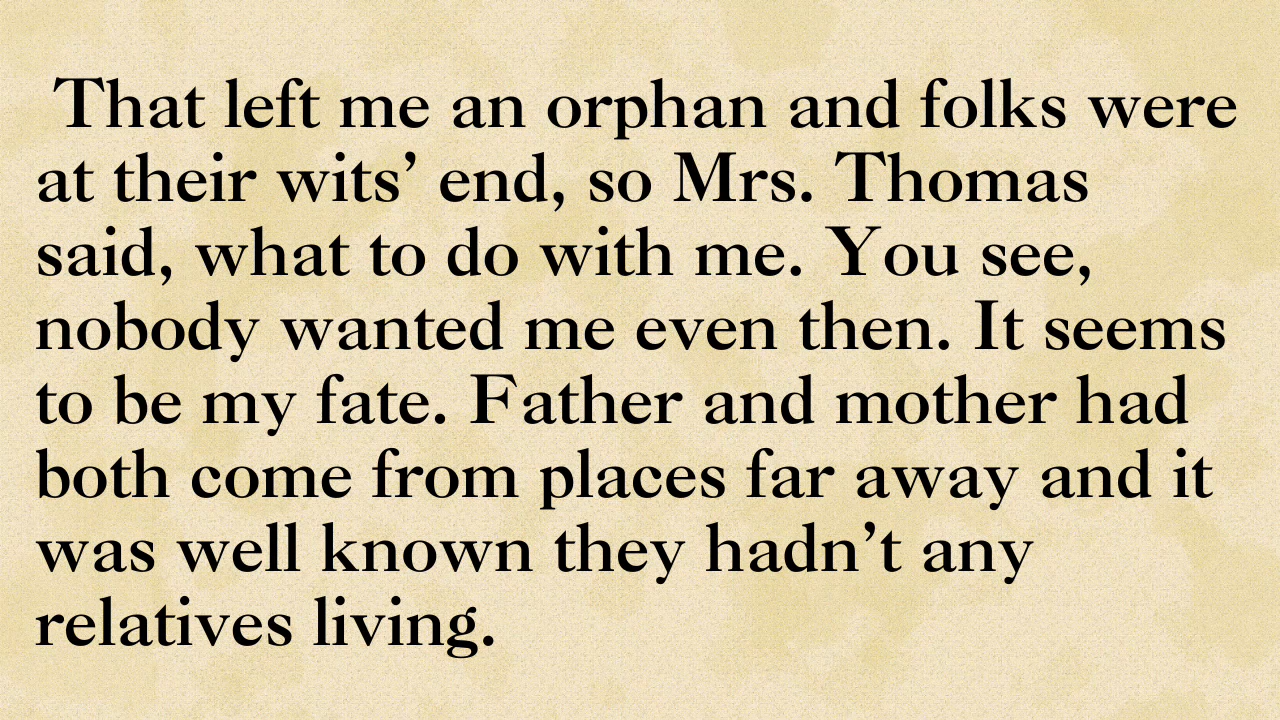 That left me an orphan and folks were
at their wits’ end, so Mrs. Thomas
said, what to do with me. You see,
nobody wanted me even then. It seems
to be my fate. Father and mother had
both come from places far away and it
was well known they hadn’t any
relatives living.